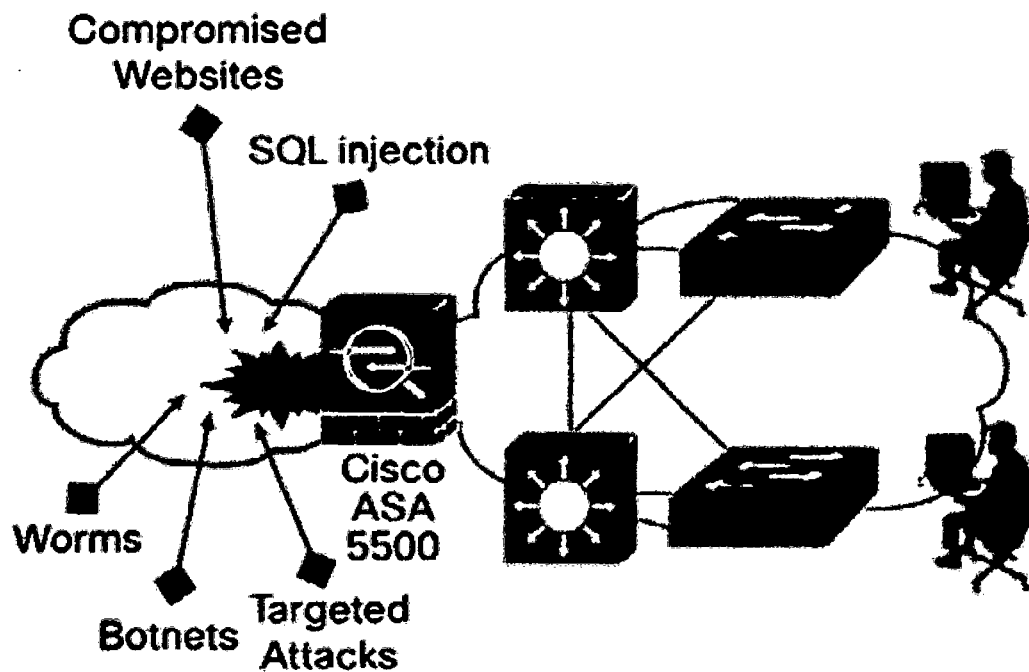 Compromised
Websites
SQL injection
Cisco
ASA
5500
Worms
Botnets
Targeted
Attacks